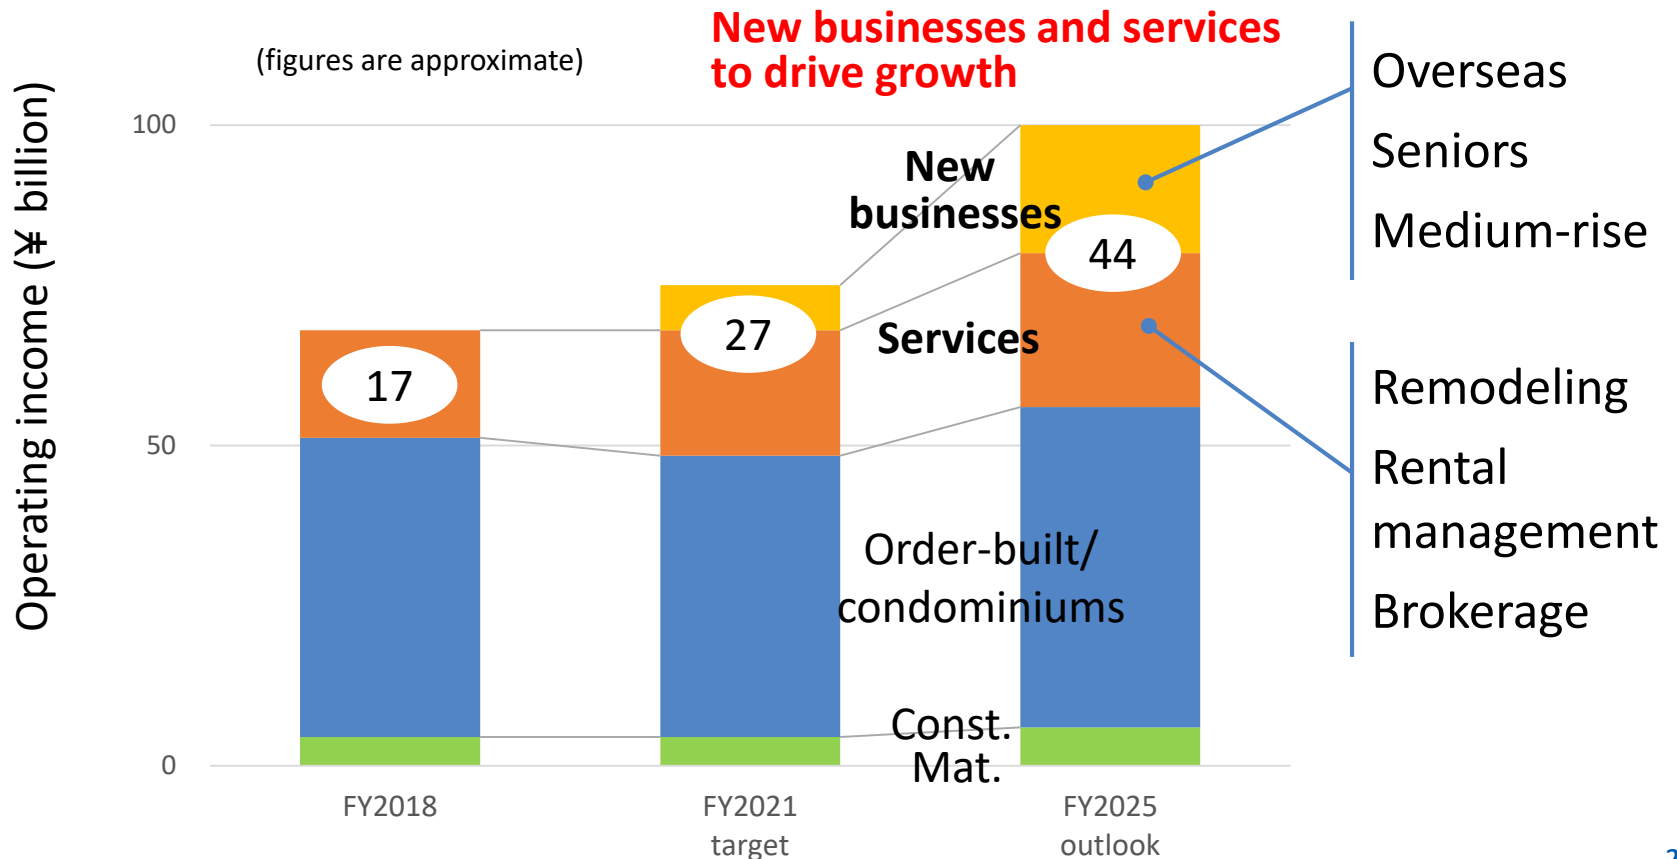 New businesses and services
to drive growth
(figures are approximate)
Operating income (¥ billion)
100
50
0
New
businesses
Services
Order-built/
condominiums
Const.
Mat.
17
27
44
FY2018
FY2021
target
FY2025
outlook
Overseas
Seniors
Medium-rise
Remodeling
Rental
management
Brokerage